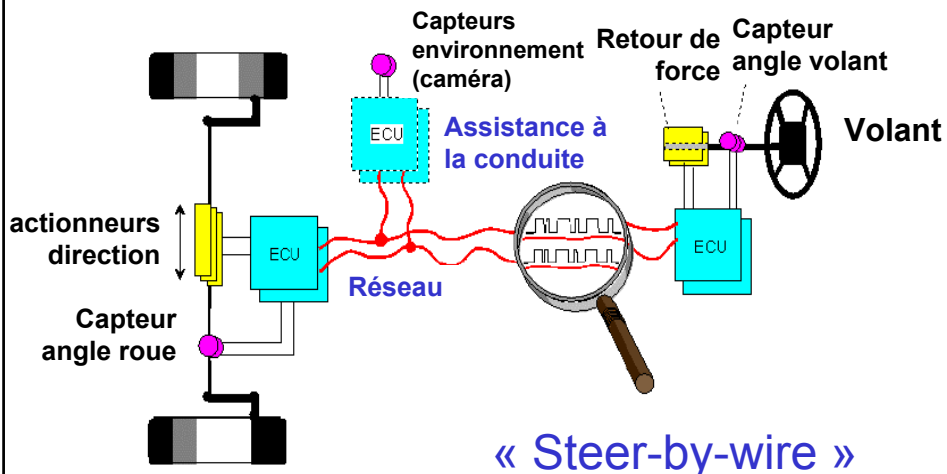 Capteurs
environnement
(caméra)
Retour de
force
Capteur
angle volant
ECU
Assistance à
la conduite
Volant
actionneurs
direction
ECU
ECU
Réseau
Capteur
angle roue
« Steer-by-wire »